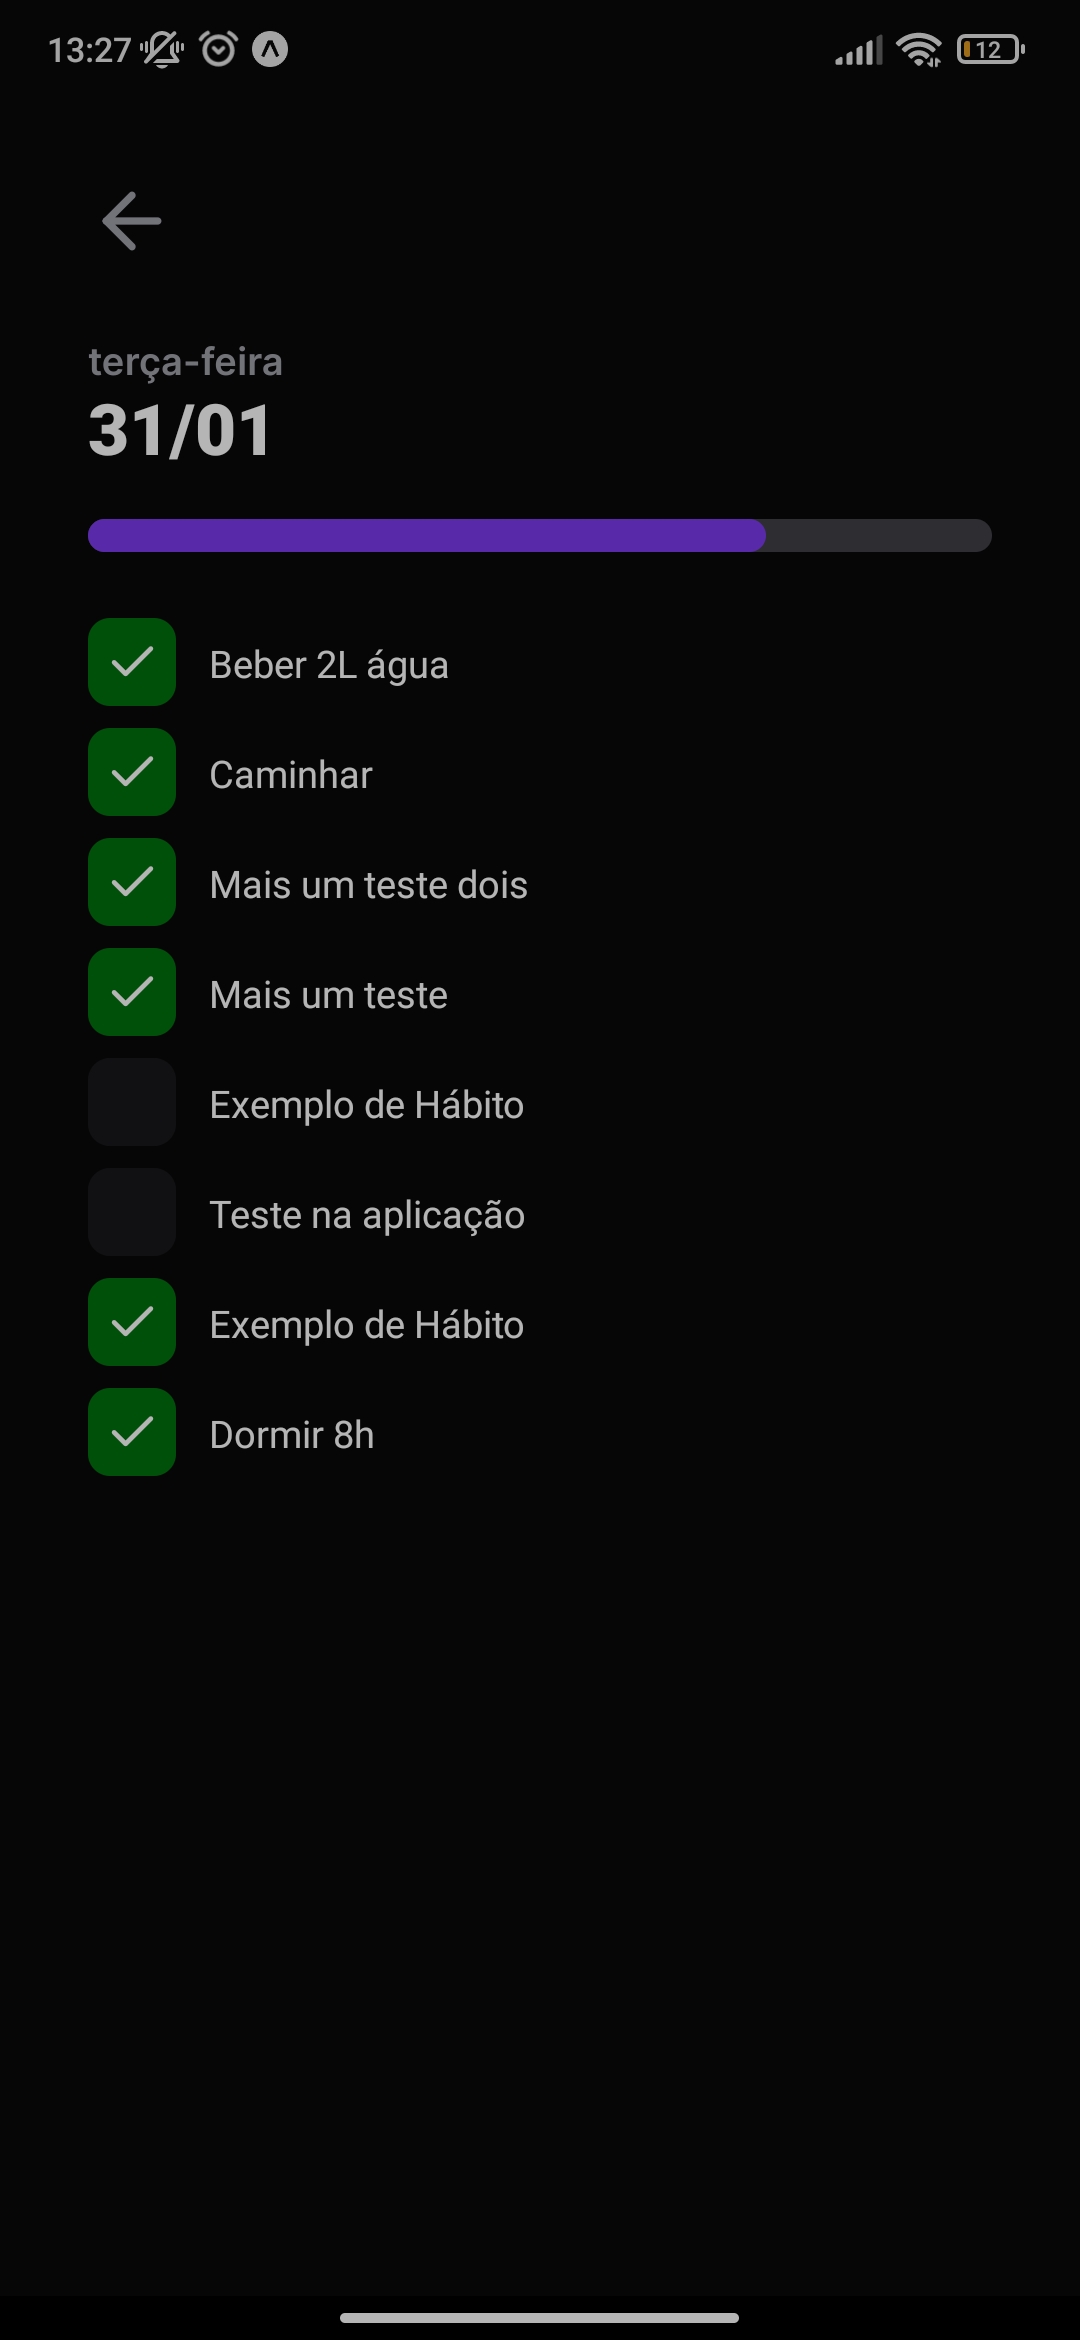 13:27 12
terça-feira
31/01
Beber 2L água
Caminhar
Mais um teste dois
Mais um teste
Exemplo de Hábito
Teste na aplicação
Exemplo de Hábito
Dormir 8h